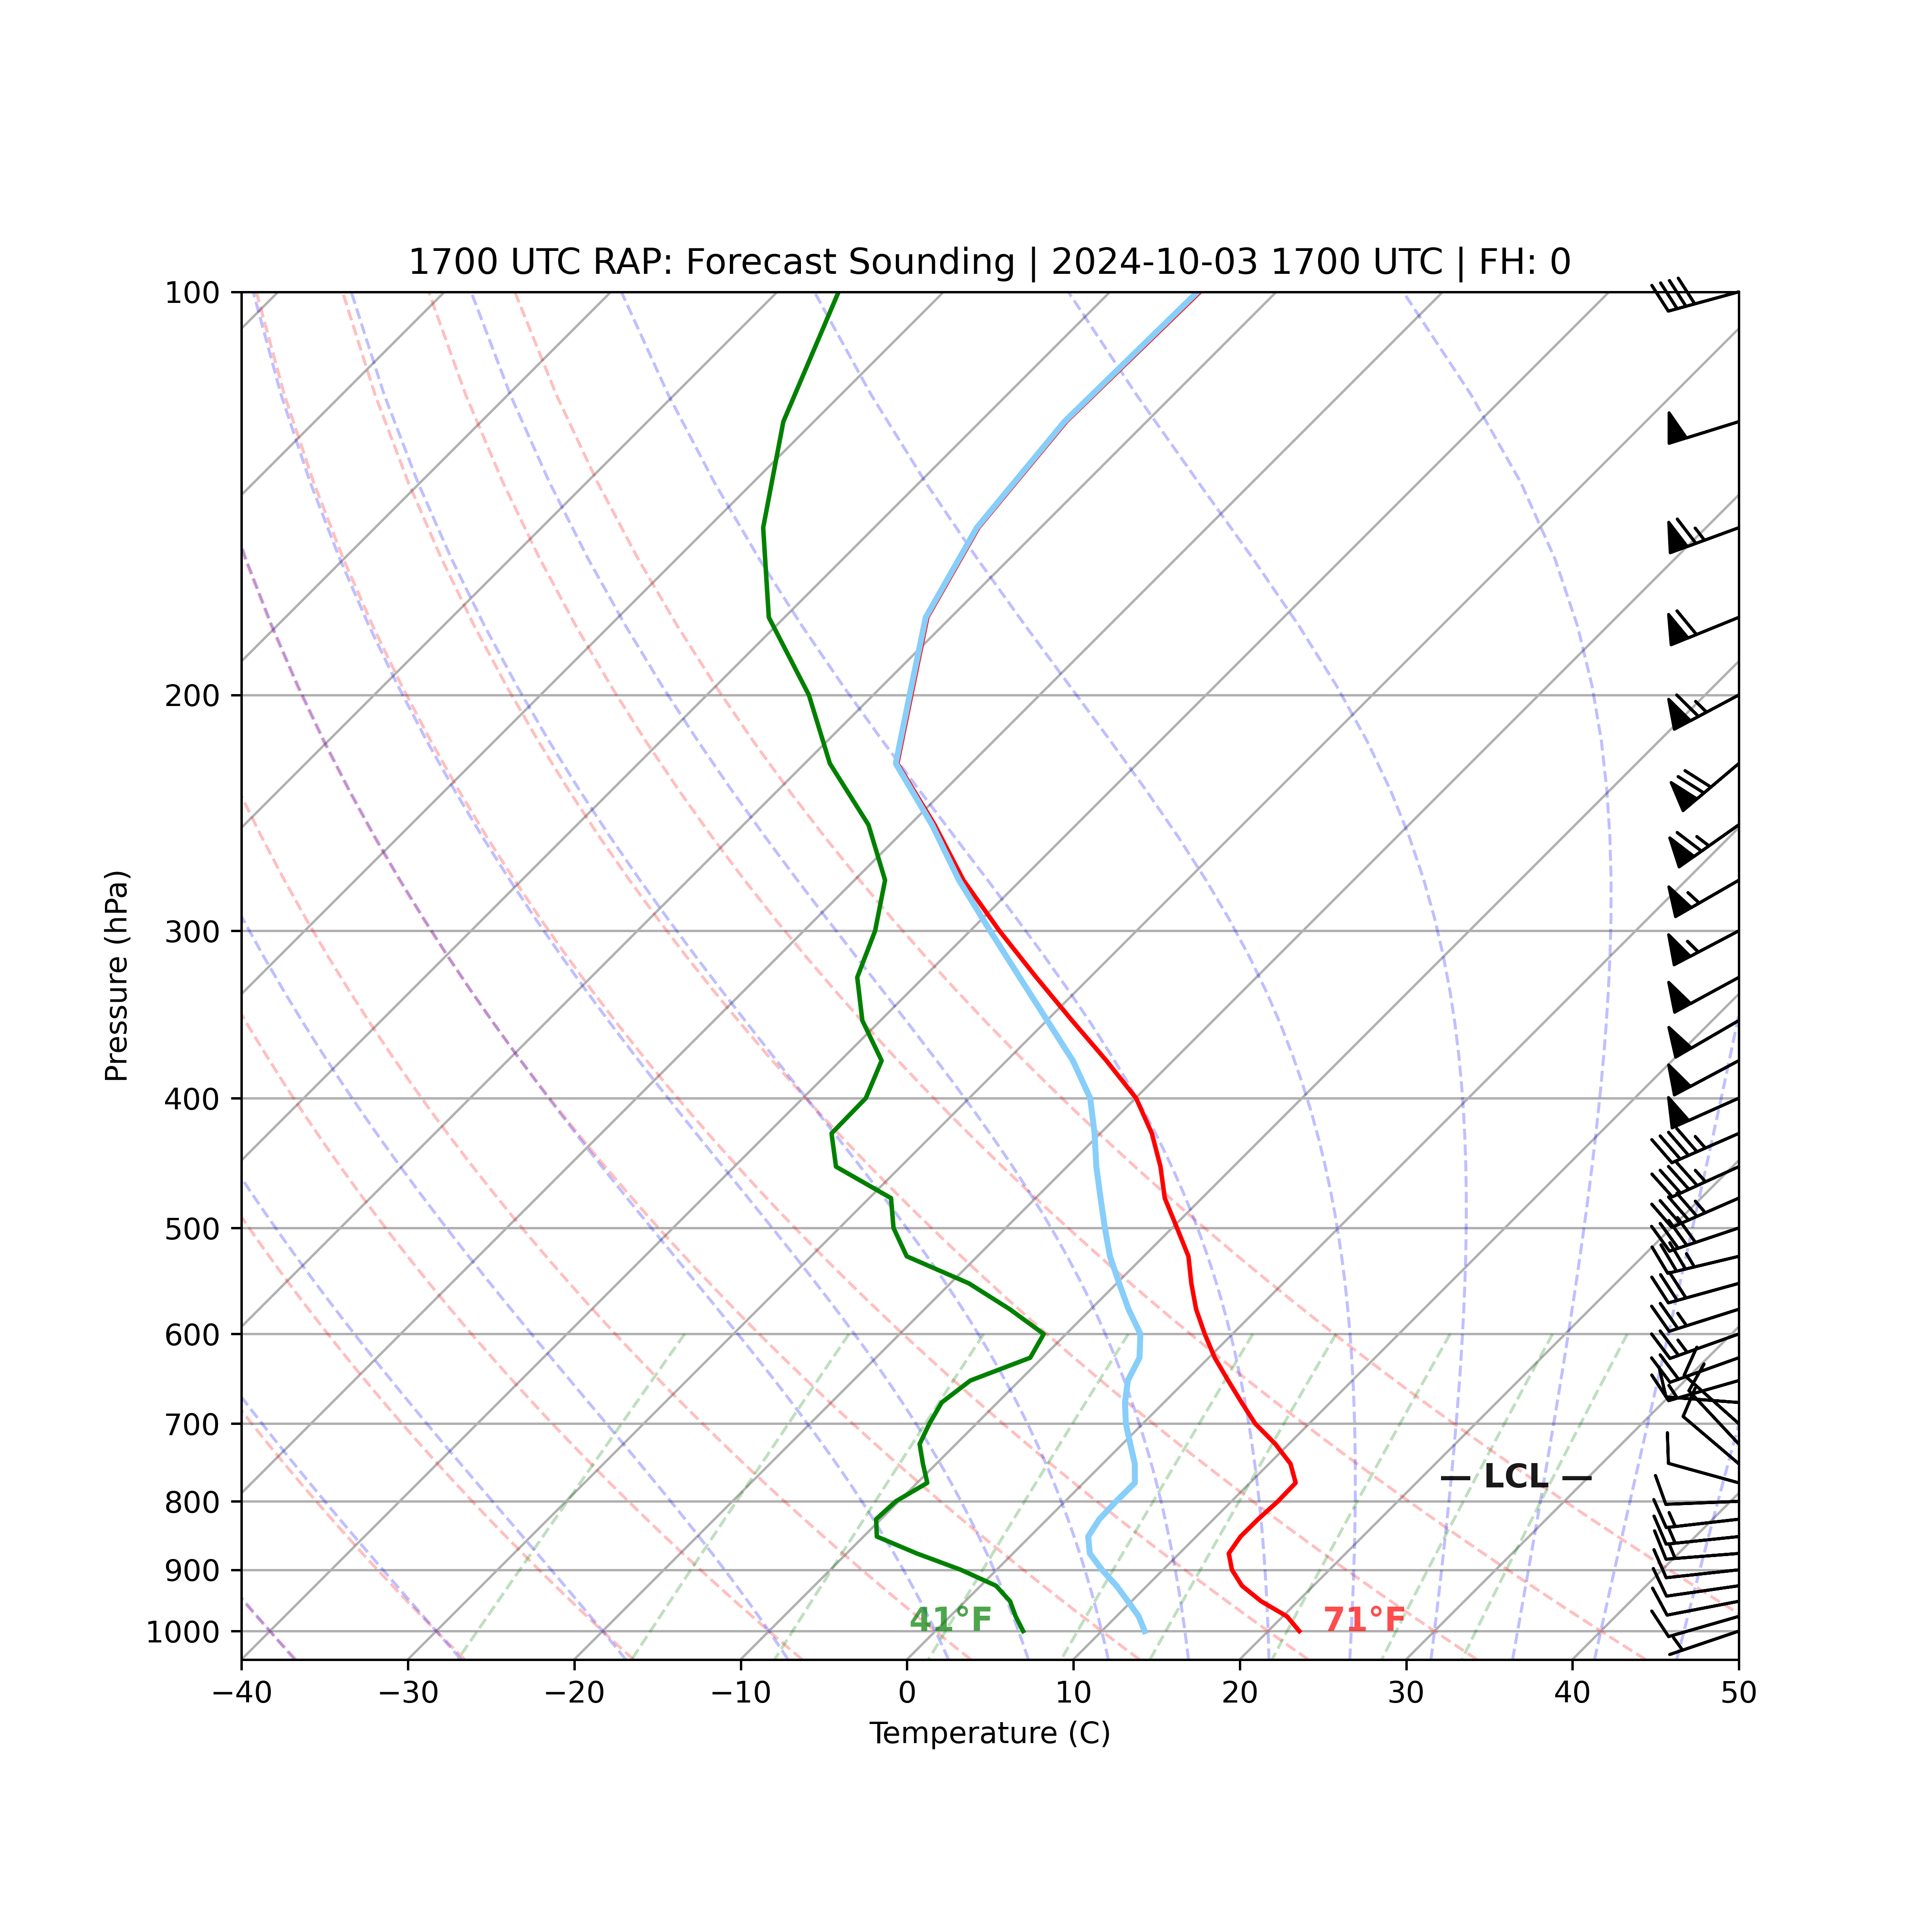 1700 UTC RAP: Forecast Sounding | 2024-10-03 1700 UTC | FH: 0
100
200
300
400
500
600
700
800
900
1000
Pressure (hPa)
— LCL —
41°F
71°F
−40 −30 −20 −10 0 10 20 30 40 50
Temperature (C)